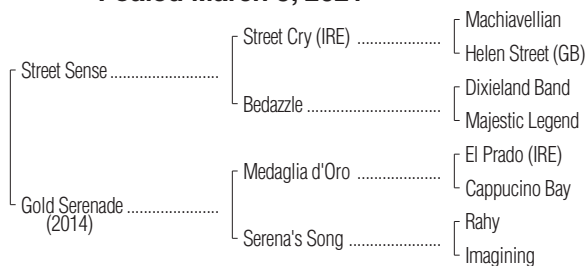 Machiavellian
Street Cry (IRE)
Helen Street (GB)
Street Sense
Dixieland Band
Bedazzle
Majestic Legend
El Prado (IRE)
Medaglia d'Oro
Cappucino Bay
Gold Serenade
(2014)
Rahy
Serena's Song
Imagining